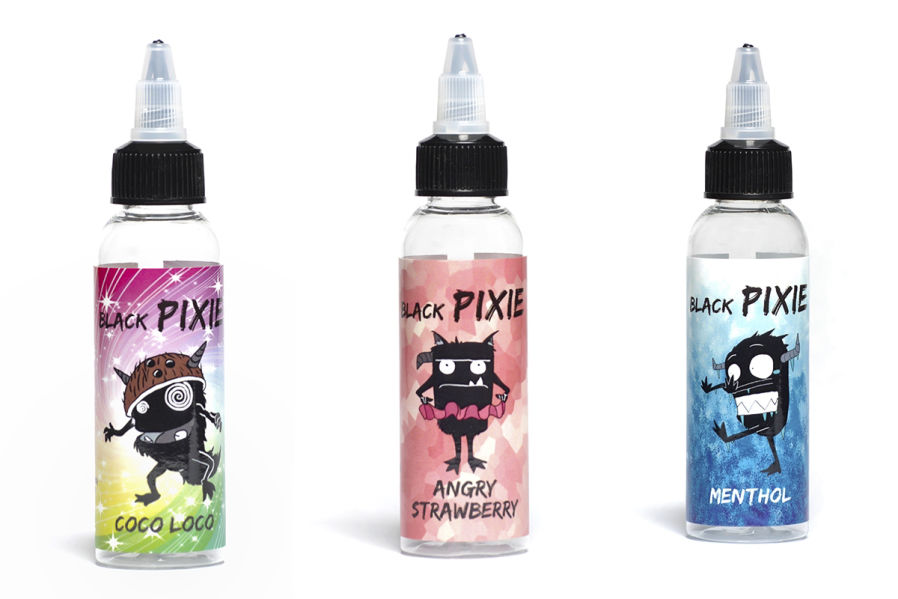 BLACK PIXIE
COCO LOCO
BLACK PIXIE
ANGRY
STRAWBERRY
BLACK PIXIE
MENTHOL